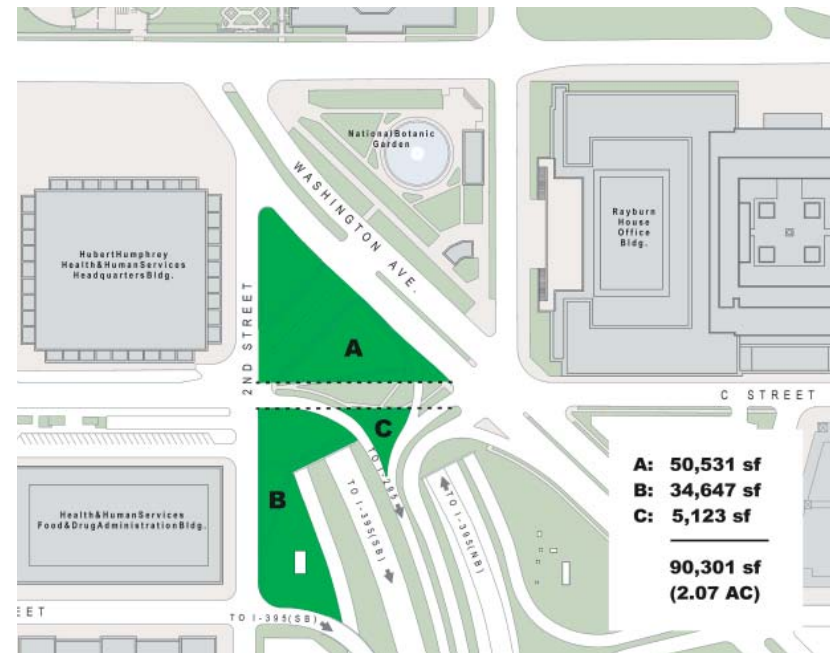 NationalBotanic
Garden
WASHINGTON AVE.
Rayburn
House
Office
Bldg.
HubertHumphrey
Health&HumanServices
HeadquartersBldg.
2ND STREET
A
C STREET
C
B
TO I-295
TO I-395(SB)
TO I-395(NB)
Health&HumanServices
Food&DrugAdministrationBldg.
EET
TO I-395(SB)
A: 50,531 sf
B: 34,647 sf
C: 5,123 sf
90,301 sf
(2.07 AC)